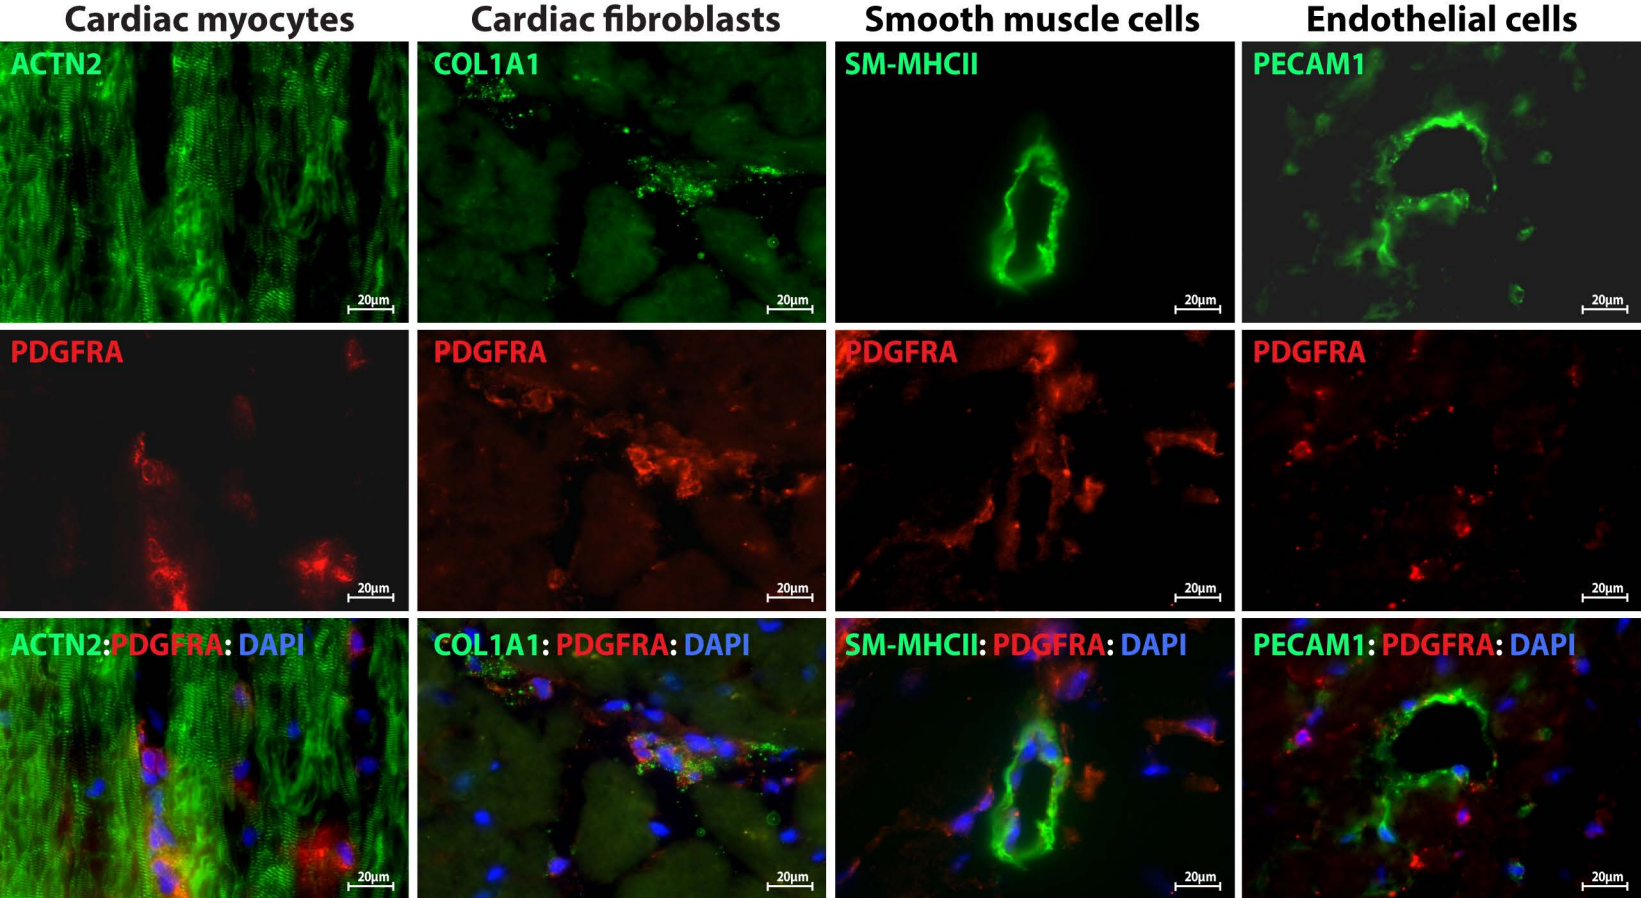 Cardiac myocytes
Cardiac fibroblasts
Smooth muscle cells
Endothelial cells
ACTN2
COL1A1
SM-MHCII
PECAM1
20µm
20µm
20µm
20µm
PDGFRA
PDGFRA
PDGFRA
PDGFRA
20µm
20µm
20µm
20µm
ACTN2:PDGFRA: DAPI
COL1A1: PDGFRA: DAPI
SM-MHCII: PDGFRA: DAPI
PECAM1: PDGFRA: DAPI
20µm
20µm
20µm
20µm